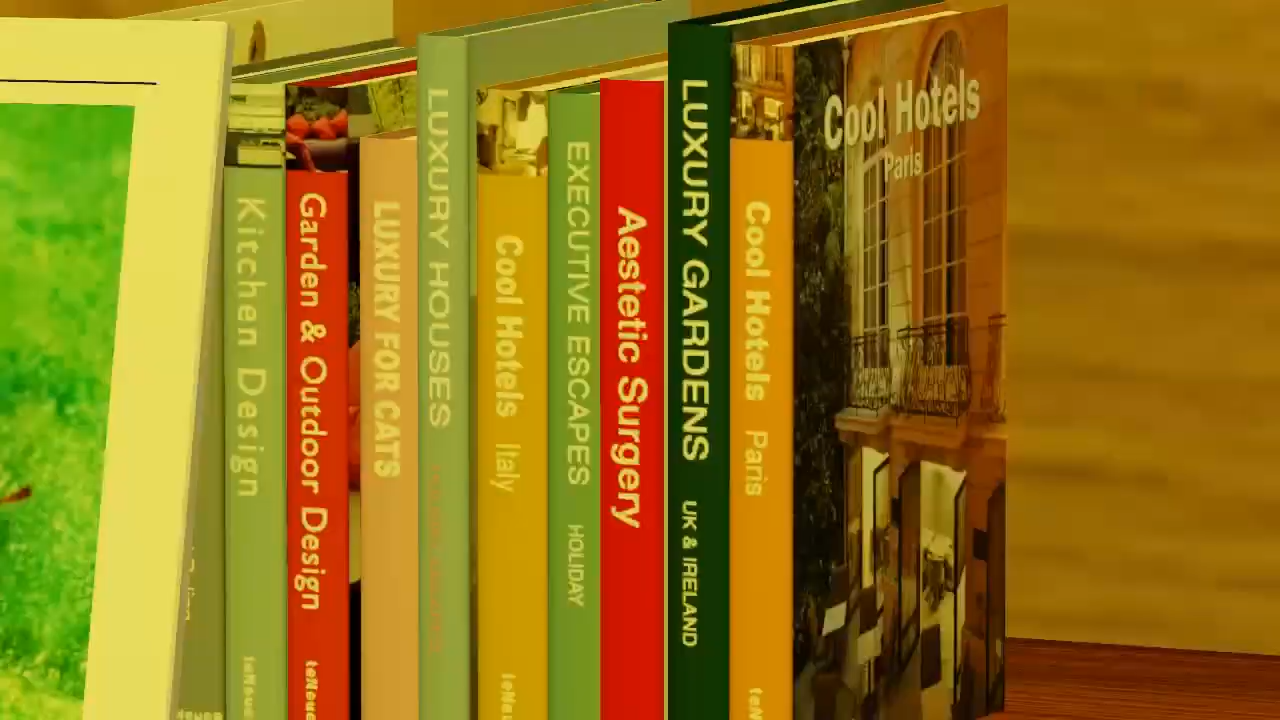 Kitchen Design
Garden & Outdoor Design
LUXURY FOR CATS
LUXURY HOUSES
Cool Hotels Italy
EXECUTIVE ESCAPES HOLIDAY
Aestetic Surgery
LUXURY GARDENS UK & IRELAND
Cool Hotels Paris
Cool Hotels
Paris